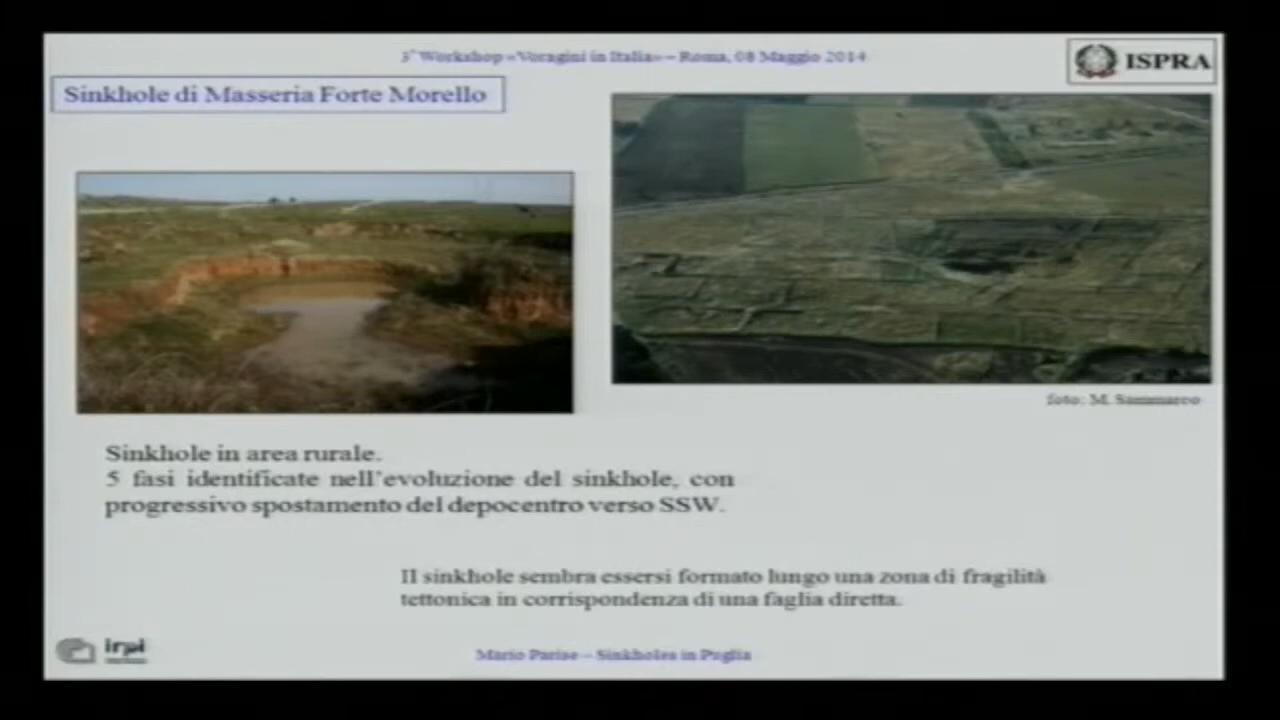 3° Workshop «Voragini in Italia» – Roma, 08 Maggio 2014
ISPRA
Sinkhole di Masseria Forte Morello
foto: M. Sammarco
Sinkhole in area rurale.
5 fasi identificate nell'evoluzione del sinkhole, con
progressivo spostamento del depocentro verso SSW.
Il sinkhole sembra essersi formato lungo una zona di fragilità
tettonica in corrispondenza di una faglia diretta.
irpi
Mario Parise – Sinkholes in Puglia